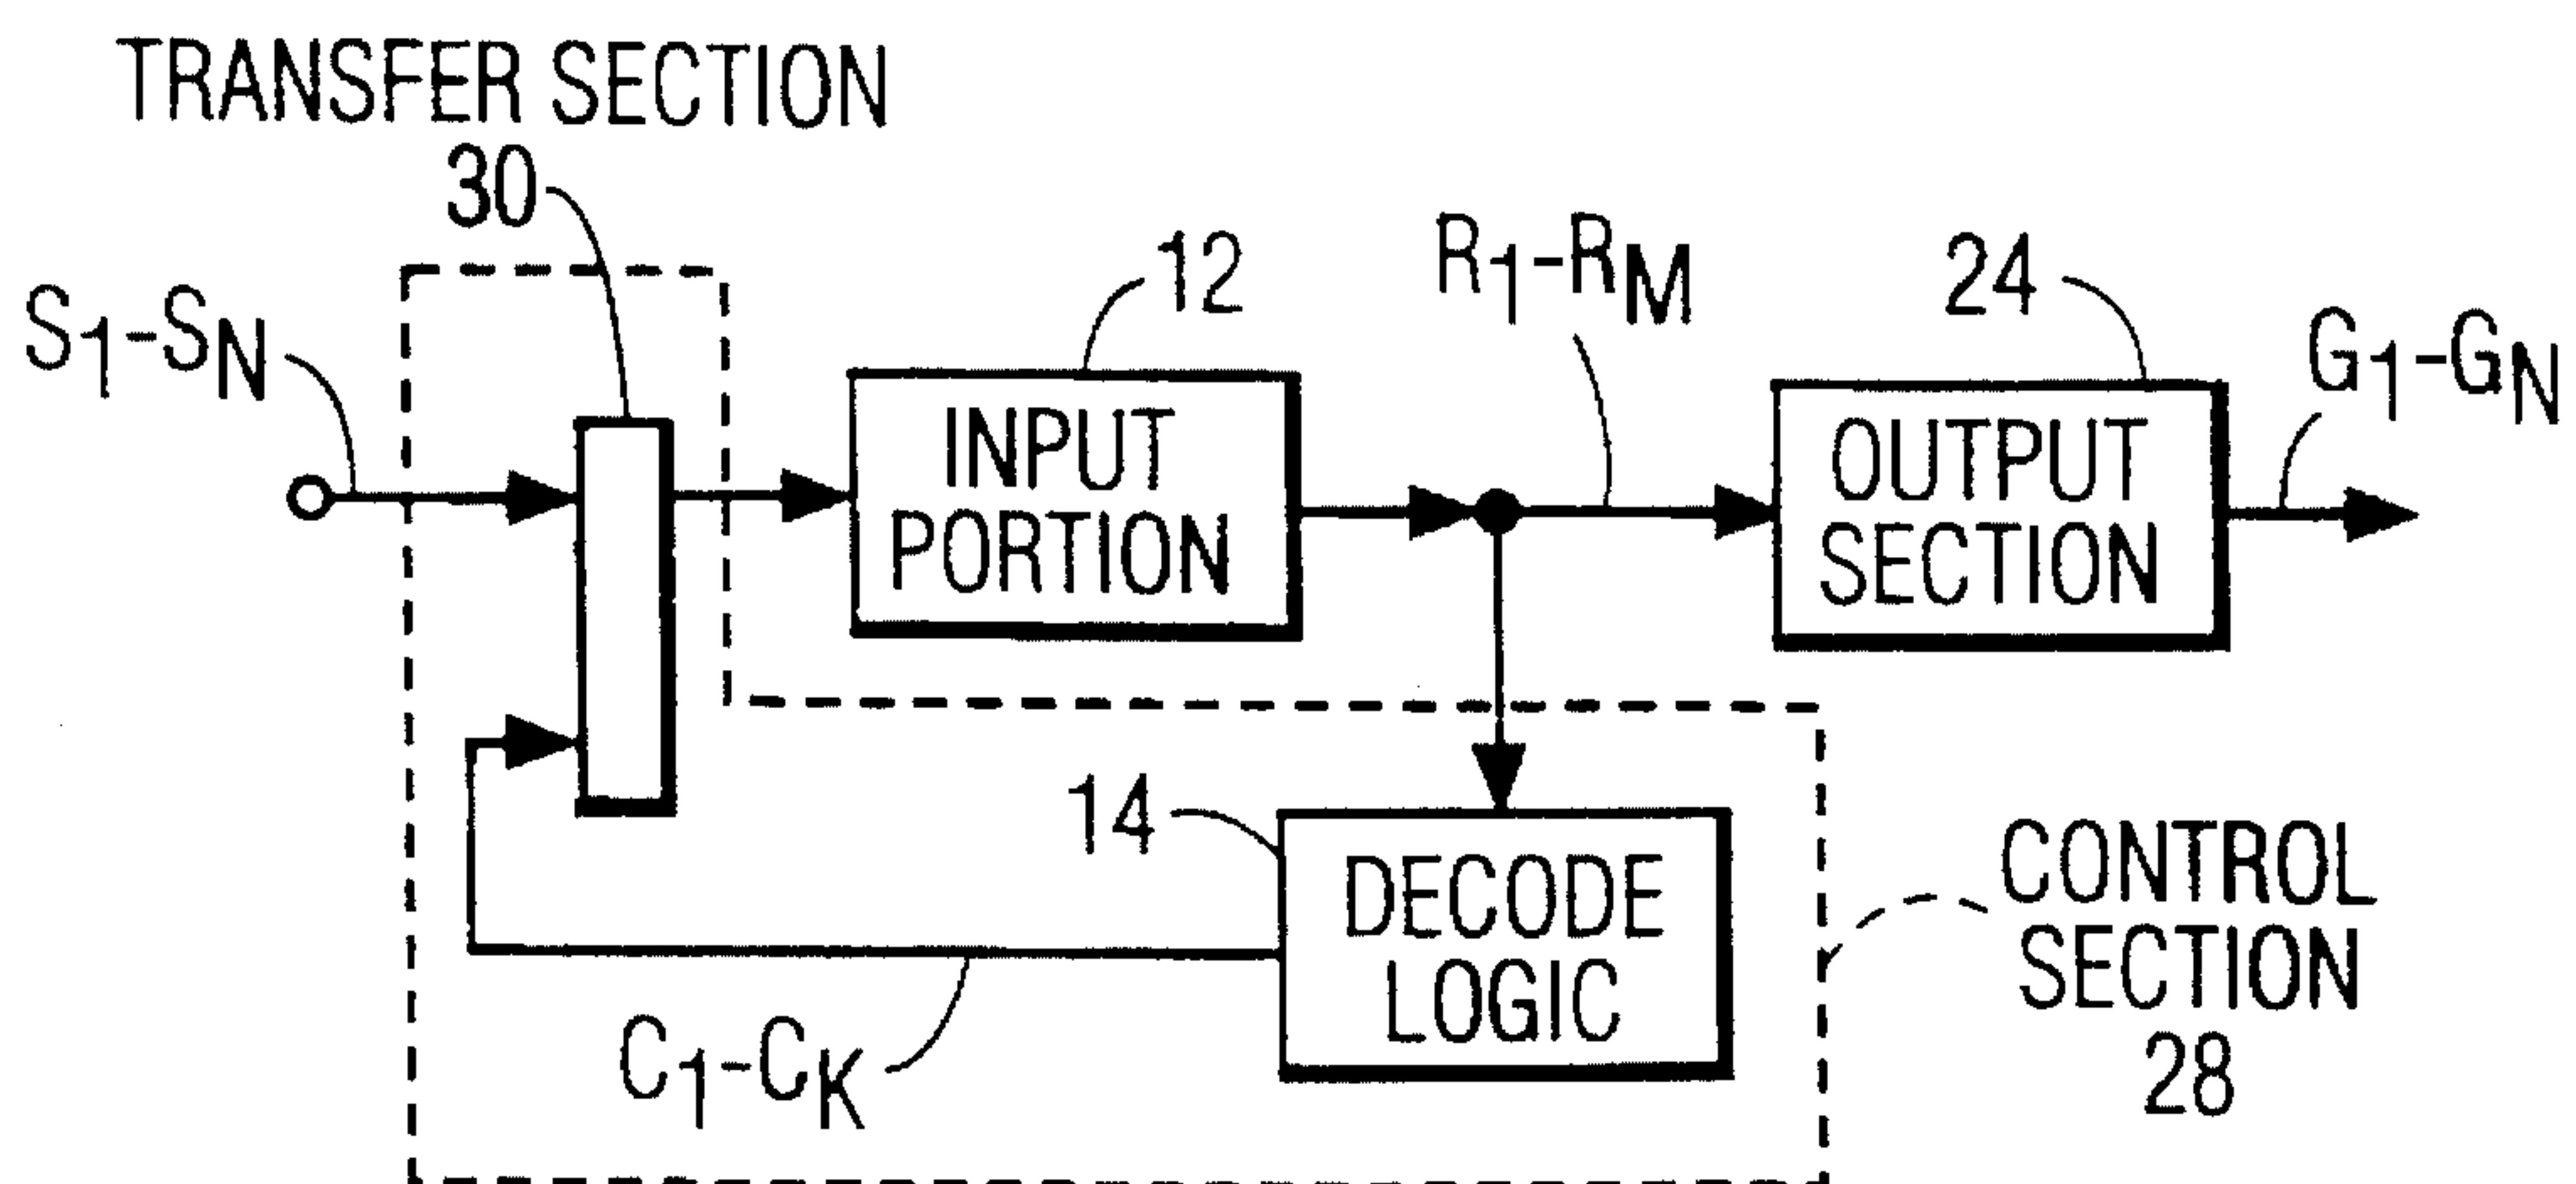 TRANSFER SECTION
30
S1-SN
12
R1-RM
24
G1-GN
INPUT
PORTION
OUTPUT
SECTION
14
DECODE
LOGIC
CONTROL
SECTION
28
C1-CK